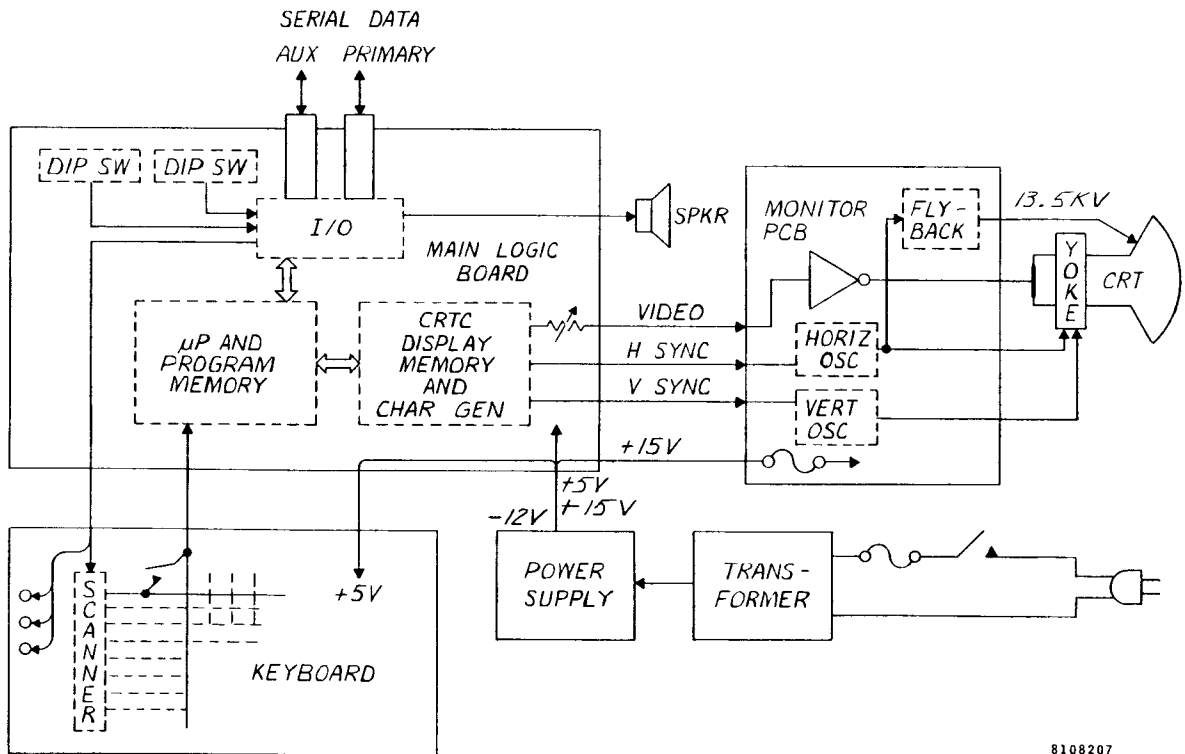 SERIAL DATA
AUX PRIMARY
DIP SW
DIP SW
I/O
MAIN LOGIC
BOARD
SPKR
MONITOR
PCB
FLY-
BACK
13.5KV
YOKE
CRT
µP AND
PROGRAM
MEMORY
CRTC
DISPLAY
MEMORY
AND
CHAR GEN
VIDEO
H SYNC
V SYNC
HORIZ
OSC
VERT
OSC
+15V
+5V
+15V
-12V
SCANNER
+5V
KEYBOARD
POWER
SUPPLY
TRANS-
FORMER
8108207